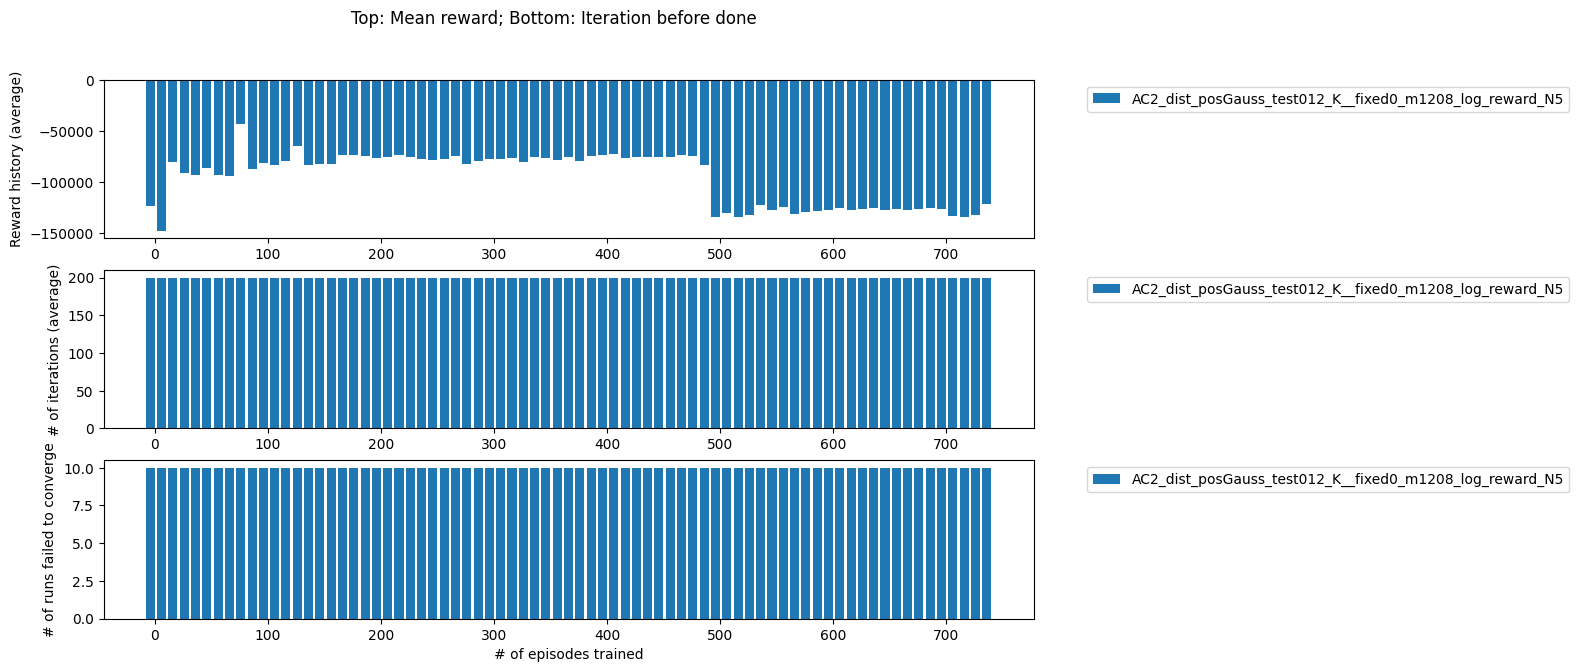 Top: Mean reward; Bottom: Iteration before done
Reward history (average)
0
−50000
−100000
−150000
0 100 200 300 400 500 600 700
AC2_dist_posGauss_test012_K__fixed0_m1208_log_reward_N5
# of iterations (average)
200
150
100
50
0
0 100 200 300 400 500 600 700
AC2_dist_posGauss_test012_K__fixed0_m1208_log_reward_N5
# of runs failed to converge
10.0
7.5
5.0
2.5
0.0
0 100 200 300 400 500 600 700
AC2_dist_posGauss_test012_K__fixed0_m1208_log_reward_N5
# of episodes trained